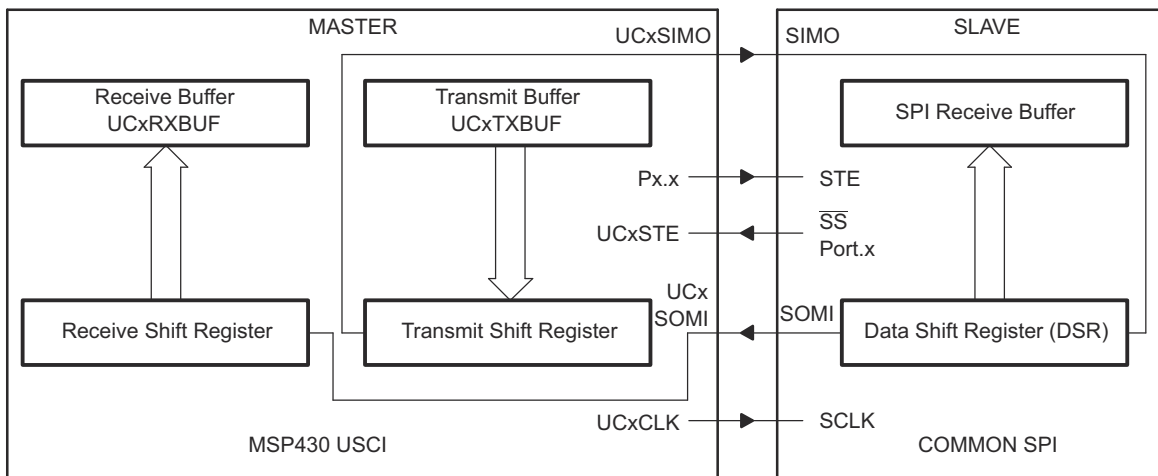 MASTER
UCxSIMO
SIMO
SLAVE
Receive Buffer
UCxRXBUF
Transmit Buffer
UCxTXBUF
SPI Receive Buffer
Px.x
STE
UCxSTE
SS
Port.x
UCx
SOMI
SOMI
Receive Shift Register
Transmit Shift Register
Data Shift Register (DSR)
UCxCLK
SCLK
MSP430 USCI
COMMON SPI